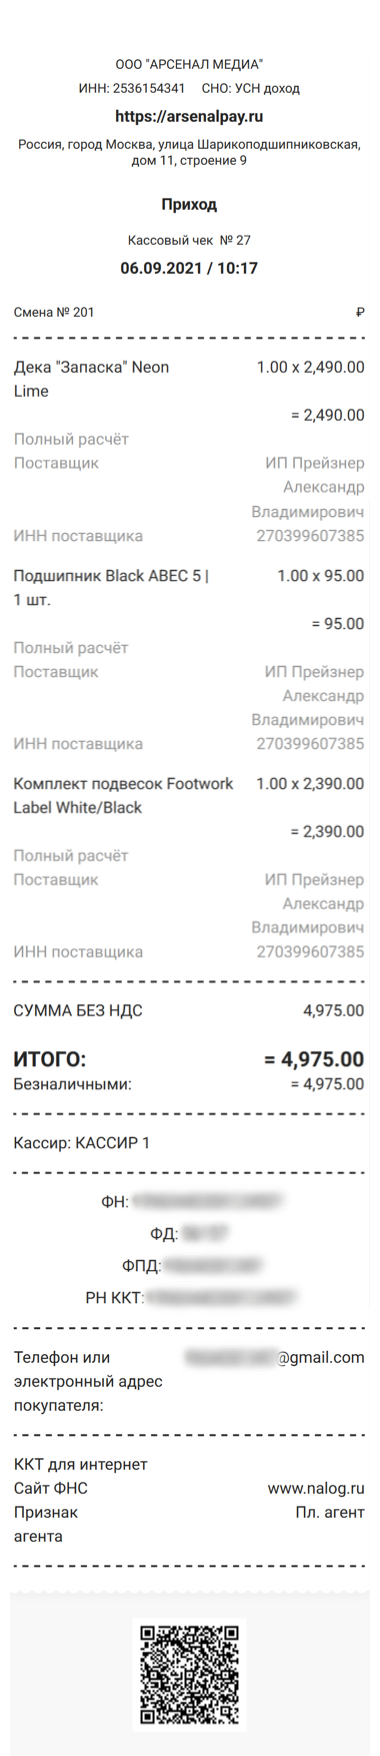 ООО "АРСЕНАЛ МЕДИА"
ИНН: 2536154341 СНО: УСН доход
https://arsenalpay.ru
Россия, город Москва, улица Шарикоподшипниковская,
дом 11, строение 9
Приход
Кассовый чек № 27
06.09.2021 / 10:17
Смена № 201 ₽
Дека "Запаска" Neon 1.00 x 2,490.00
Lime
= 2,490.00
Полный расчёт
Поставщик ИП Прейзнер
Александр
Владимирович
ИНН поставщика 270399607385
Подшипник Black ABEC 5 | 1.00 x 95.00
1 шт.
= 95.00
Полный расчёт
Поставщик ИП Прейзнер
Александр
Владимирович
ИНН поставщика 270399607385
Комплект подвесок Footwork 1.00 x 2,390.00
Label White/Black
= 2,390.00
Полный расчёт
Поставщик ИП Прейзнер
Александр
Владимирович
ИНН поставщика 270399607385
СУММА БЕЗ НДС 4,975.00
ИТОГО: = 4,975.00
Безналичными: = 4,975.00
Кассир: КАССИР 1
ФН:
ФД:
ФПД:
РН ККТ:
Телефон или @gmail.com
электронный адрес
покупателя:
ККТ для интернет
Сайт ФНС www.nalog.ru
Признак Пл. агент
агента